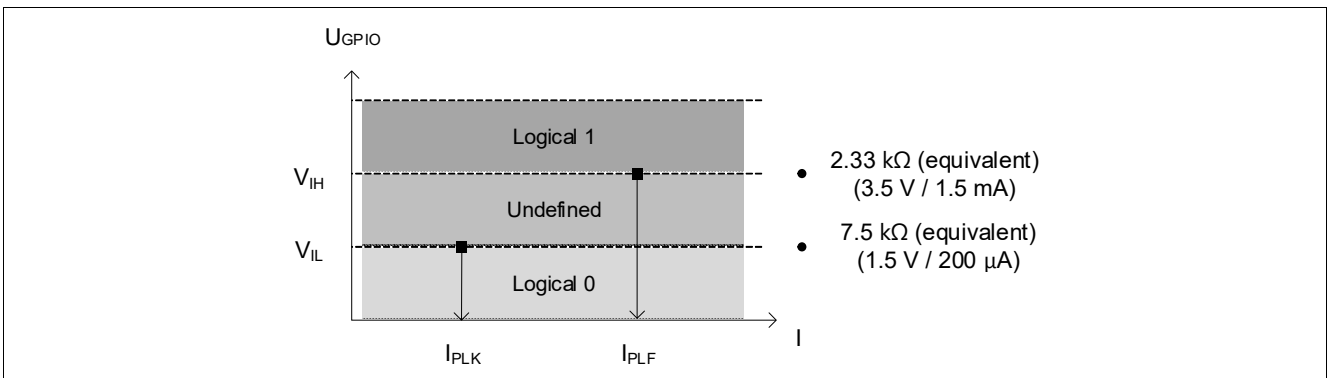 UGPIO
Logical 1
VIH
2.33 kΩ (equivalent)
(3.5 V / 1.5 mA)
Undefined
VIL
7.5 kΩ (equivalent)
(1.5 V / 200 µA)
Logical 0
I
IPLK
IPLF